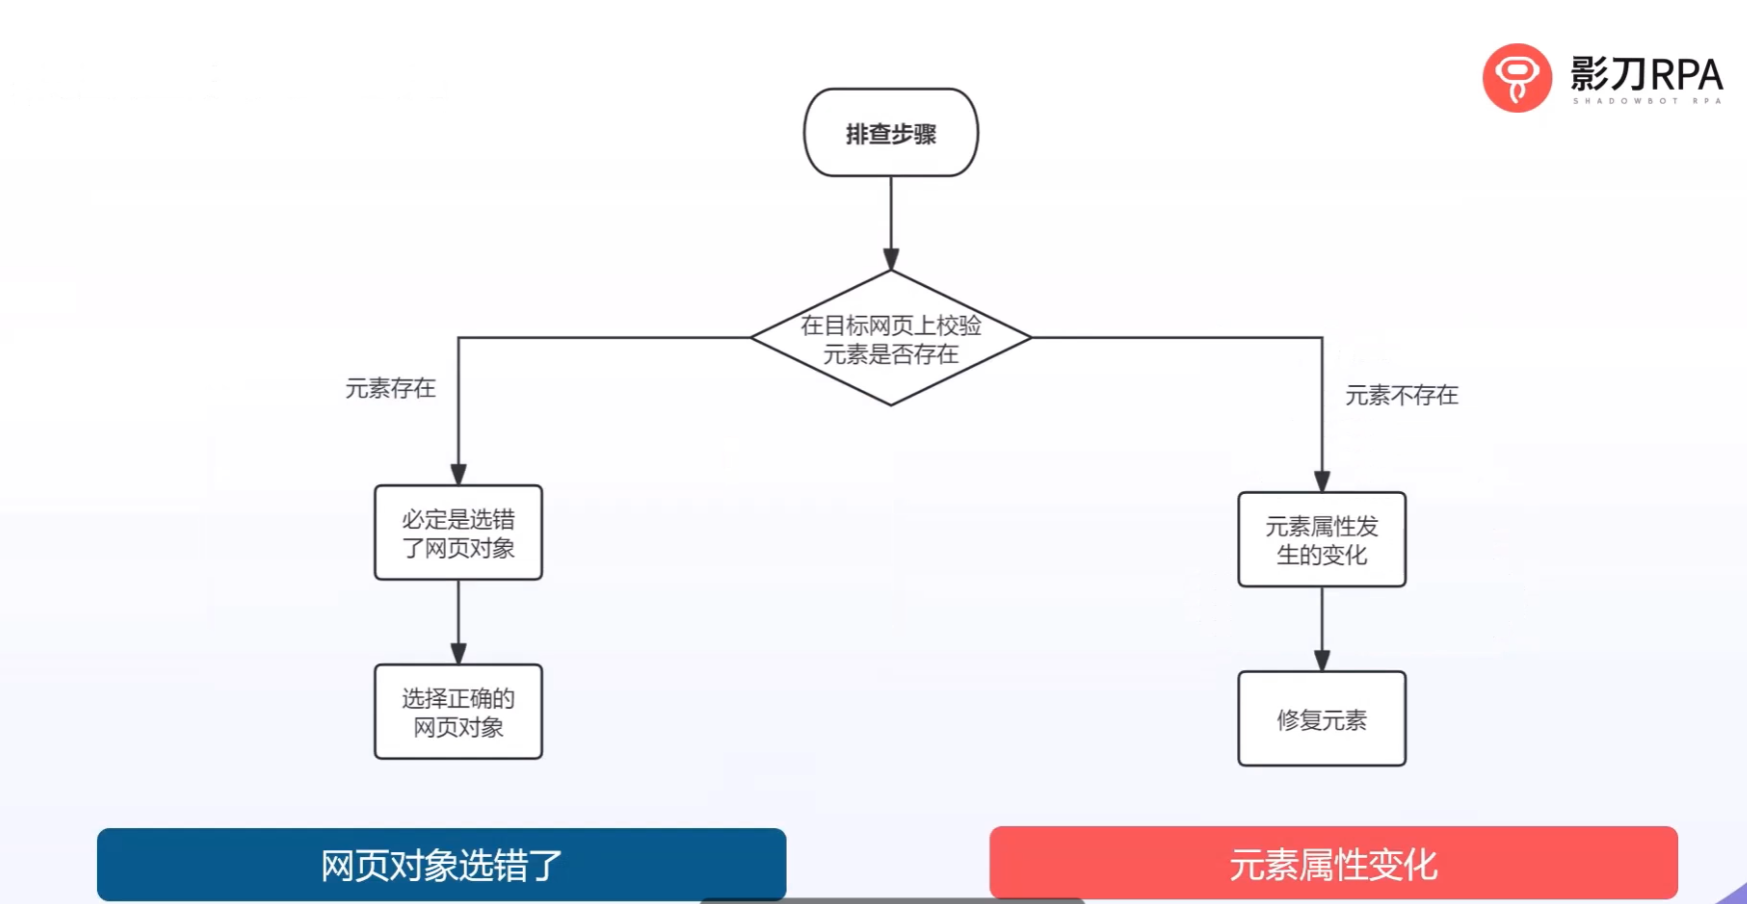 影刀RPA
SHADOWBOT RPA
排查步骤
在目标网页上校验
元素是否存在
元素存在
元素不存在
必定是选错
了网页对象
元素属性发
生的变化
选择正确的
网页对象
修复元素
网页对象选错了
元素属性变化